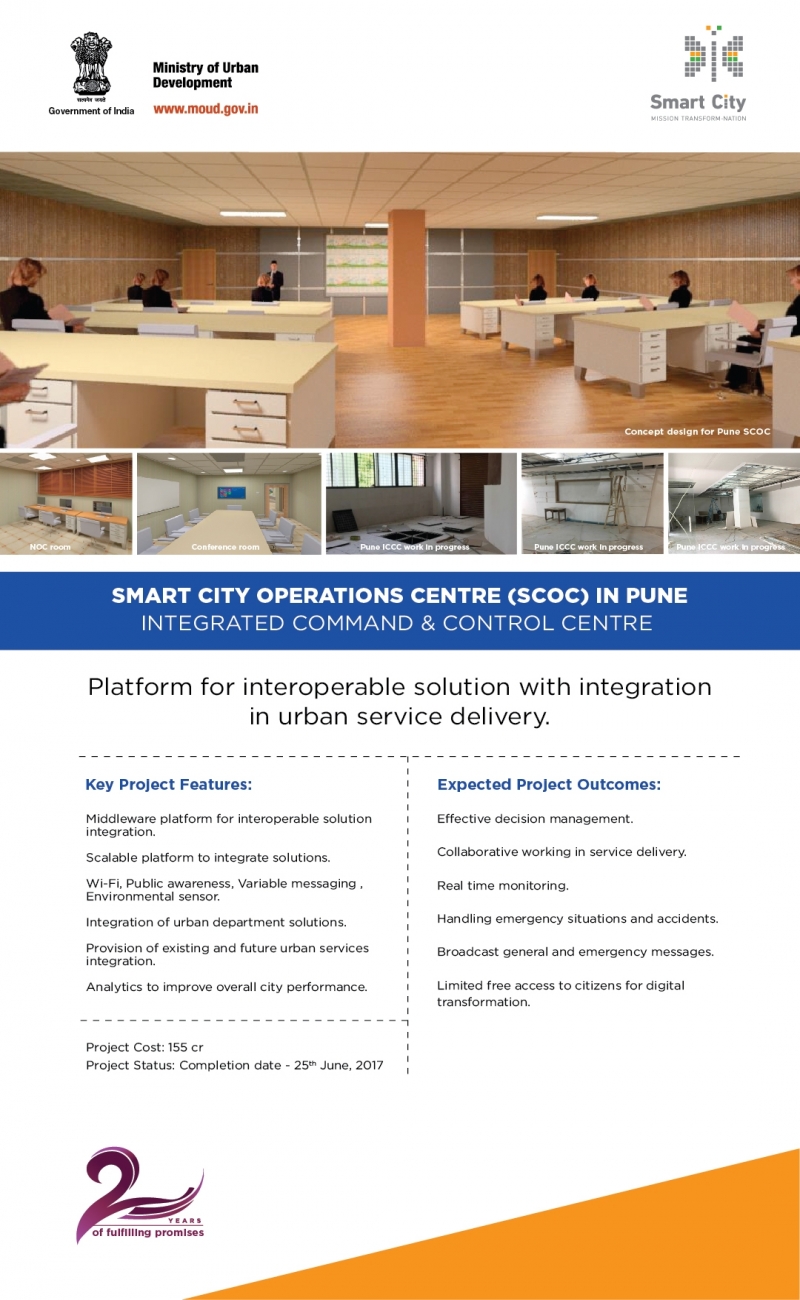 सत्यमेव जयते
Government of India
Ministry of Urban
Development
www.moud.gov.in
Smart City
MISSION TRANSFORM-NATION
Concept design for Pune SCOC
NOC room
Conference room
Pune ICCC work in progress
Pune ICCC work in progress
Pune ICCC work in progress
SMART CITY OPERATIONS CENTRE (SCOC) IN PUNE
INTEGRATED COMMAND & CONTROL CENTRE
Platform for interoperable solution with integration
in urban service delivery.
Key Project Features:
Middleware platform for interoperable solution
integration.
Scalable platform to integrate solutions.
Wi-Fi, Public awareness, Variable messaging ,
Environmental sensor.
Integration of urban department solutions.
Provision of existing and future urban services
integration.
Analytics to improve overall city performance.
Project Cost: 155 cr
Project Status: Completion date - 25th June, 2017
Expected Project Outcomes:
Effective decision management.
Collaborative working in service delivery.
Real time monitoring.
Handling emergency situations and accidents.
Broadcast general and emergency messages.
Limited free access to citizens for digital
transformation.
2
YEARS
of fulfilling promises